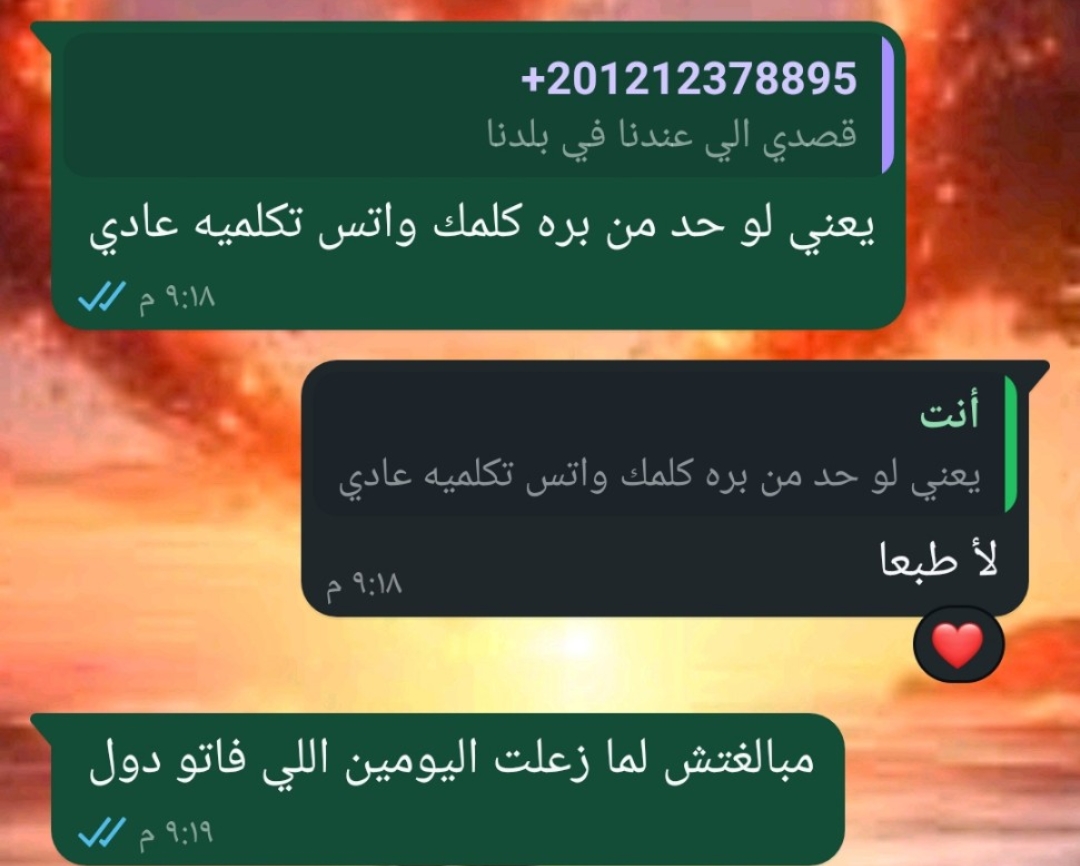 +201212378895
قصدي الي عندنا في بلدنا
يعني لو حد من بره كلمك واتس تكلميه عادي
٩:١٨ م
أنت
يعني لو حد من بره كلمك واتس تكلميه عادي
لأ طبعا
٩:١٨ م
مبالغتش لما زعلت اليومين اللي فاتو دول
٩:١٩ م